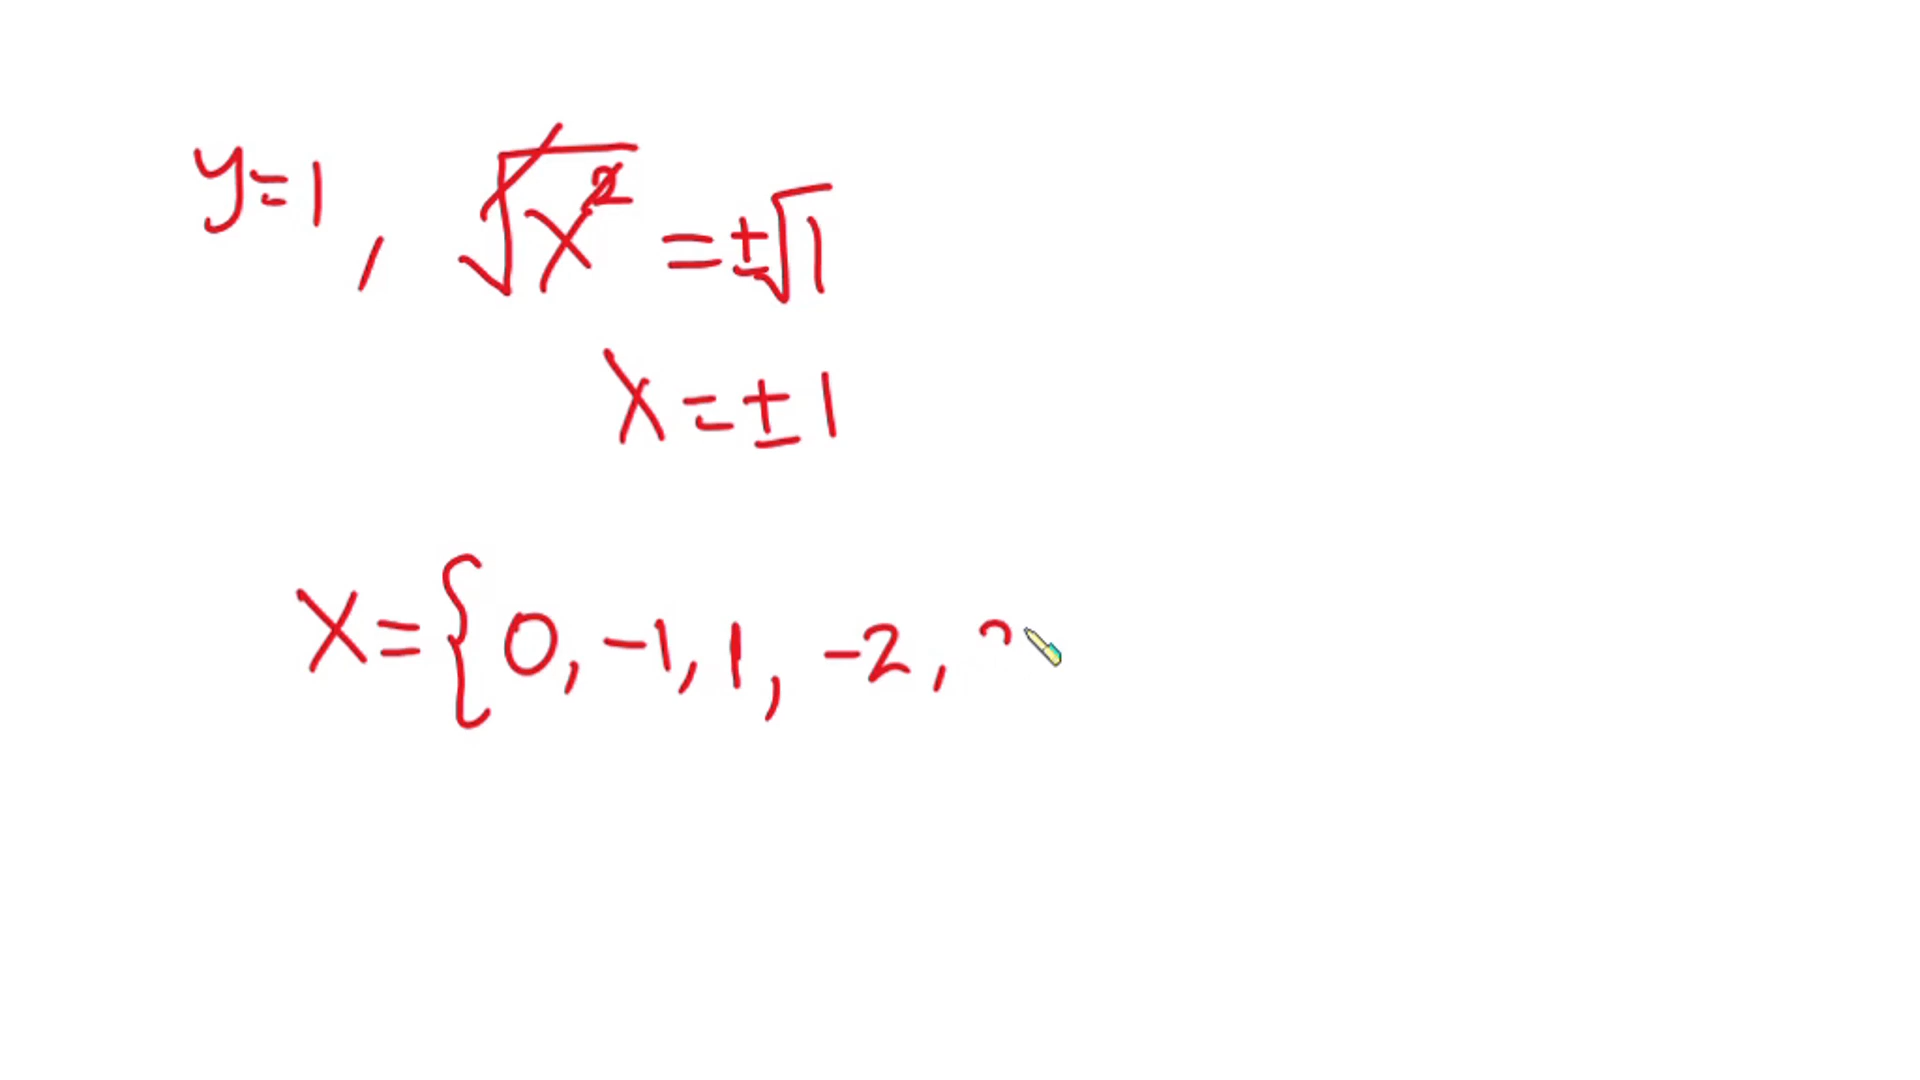 y=1, √x² = ±√1
x = ±1
x = {0, -1, 1, -2,